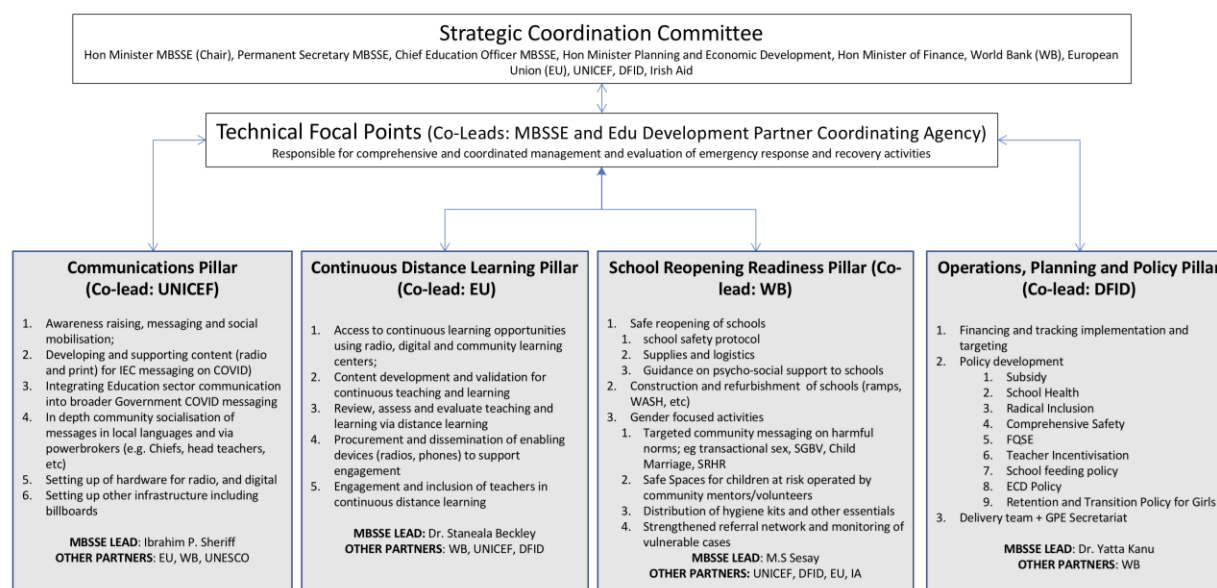 Strategic Coordination Committee
Hon Minister MBSSE (Chair), Permanent Secretary MBSSE, Chief Education Officer MBSSE, Hon Minister Planning and Economic Development, Hon Minister of Finance, World Bank (WB), European
Union (EU), UNICEF, DFID, Irish Aid
Technical Focal Points (Co-Leads: MBSSE and Edu Development Partner Coordinating Agency)
Responsible for comprehensive and coordinated management and evaluation of emergency response and recovery activities
Communications Pillar
(Co-lead: UNICEF)
1. Awareness raising, messaging and social
mobilisation;
2. Developing and supporting content (radio
and print) for IEC messaging on COVID)
3. Integrating Education sector communication
into broader Government COVID messaging
4. In depth community socialisation of
messages in local languages and via
powerbrokers (e.g. Chiefs, head teachers,
etc)
5. Setting up of hardware for radio, and digital
6. Setting up other infrastructure including
billboards
MBSSE LEAD: Ibrahim P. Sheriff
OTHER PARTNERS: EU, WB, UNESCO
Continuous Distance Learning Pillar
(Co-lead: EU)
1. Access to continuous learning opportunities
using radio, digital and community learning
centers;
2. Content development and validation for
continuous teaching and learning
3. Review, assess and evaluate teaching and
learning via distance learning
4. Procurement and dissemination of enabling
devices (radios, phones) to support
engagement
5. Engagement and inclusion of teachers in
continuous distance learning
MBSSE LEAD: Dr. Staneala Beckley
OTHER PARTNERS: WB, UNICEF, DFID
School Reopening Readiness Pillar (Co-
lead: WB)
1. Safe reopening of schools
1. school safety protocol
2. Supplies and logistics
3. Guidance on psycho-social support to schools
2. Construction and refurbishment of schools (ramps,
WASH, etc)
3. Gender focused activities
1. Targeted community messaging on harmful
norms; eg transactional sex, SGBV, Child
Marriage, SRHR
2. Safe Spaces for children at risk operated by
community mentors/volunteers
3. Distribution of hygiene kits and other essentials
4. Strengthened referral network and monitoring of
vulnerable cases
MBSSE LEAD: M.S Sesay
OTHER PARTNERS: UNICEF, DFID, EU, IA
Operations, Planning and Policy Pillar
(Co-lead: DFID)
1. Financing and tracking implementation and
targeting
2. Policy development
1. Subsidy
2. School Health
3. Radical Inclusion
4. Comprehensive Safety
5. FQSE
6. Teacher Incentivisation
7. School feeding policy
8. ECD Policy
9. Retention and Transition Policy for Girls
3. Delivery team + GPE Secretariat
MBSSE LEAD: Dr. Yatta Kanu
OTHER PARTNERS: WB